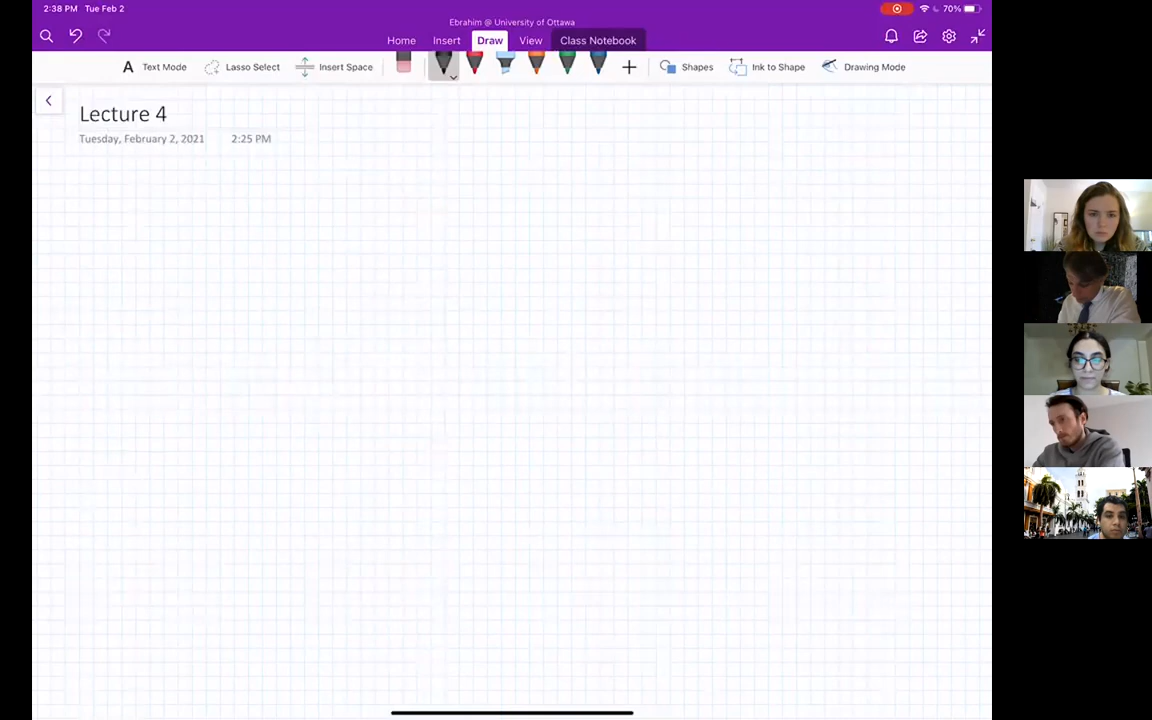 2:38 PM Tue Feb 2
70%
Ebrahim @ University of Ottawa
Home Insert Draw View Class Notebook
A Text Mode Lasso Select Insert Space Shapes Ink to Shape Drawing Mode
Lecture 4
Tuesday, February 2, 2021 2:25 PM